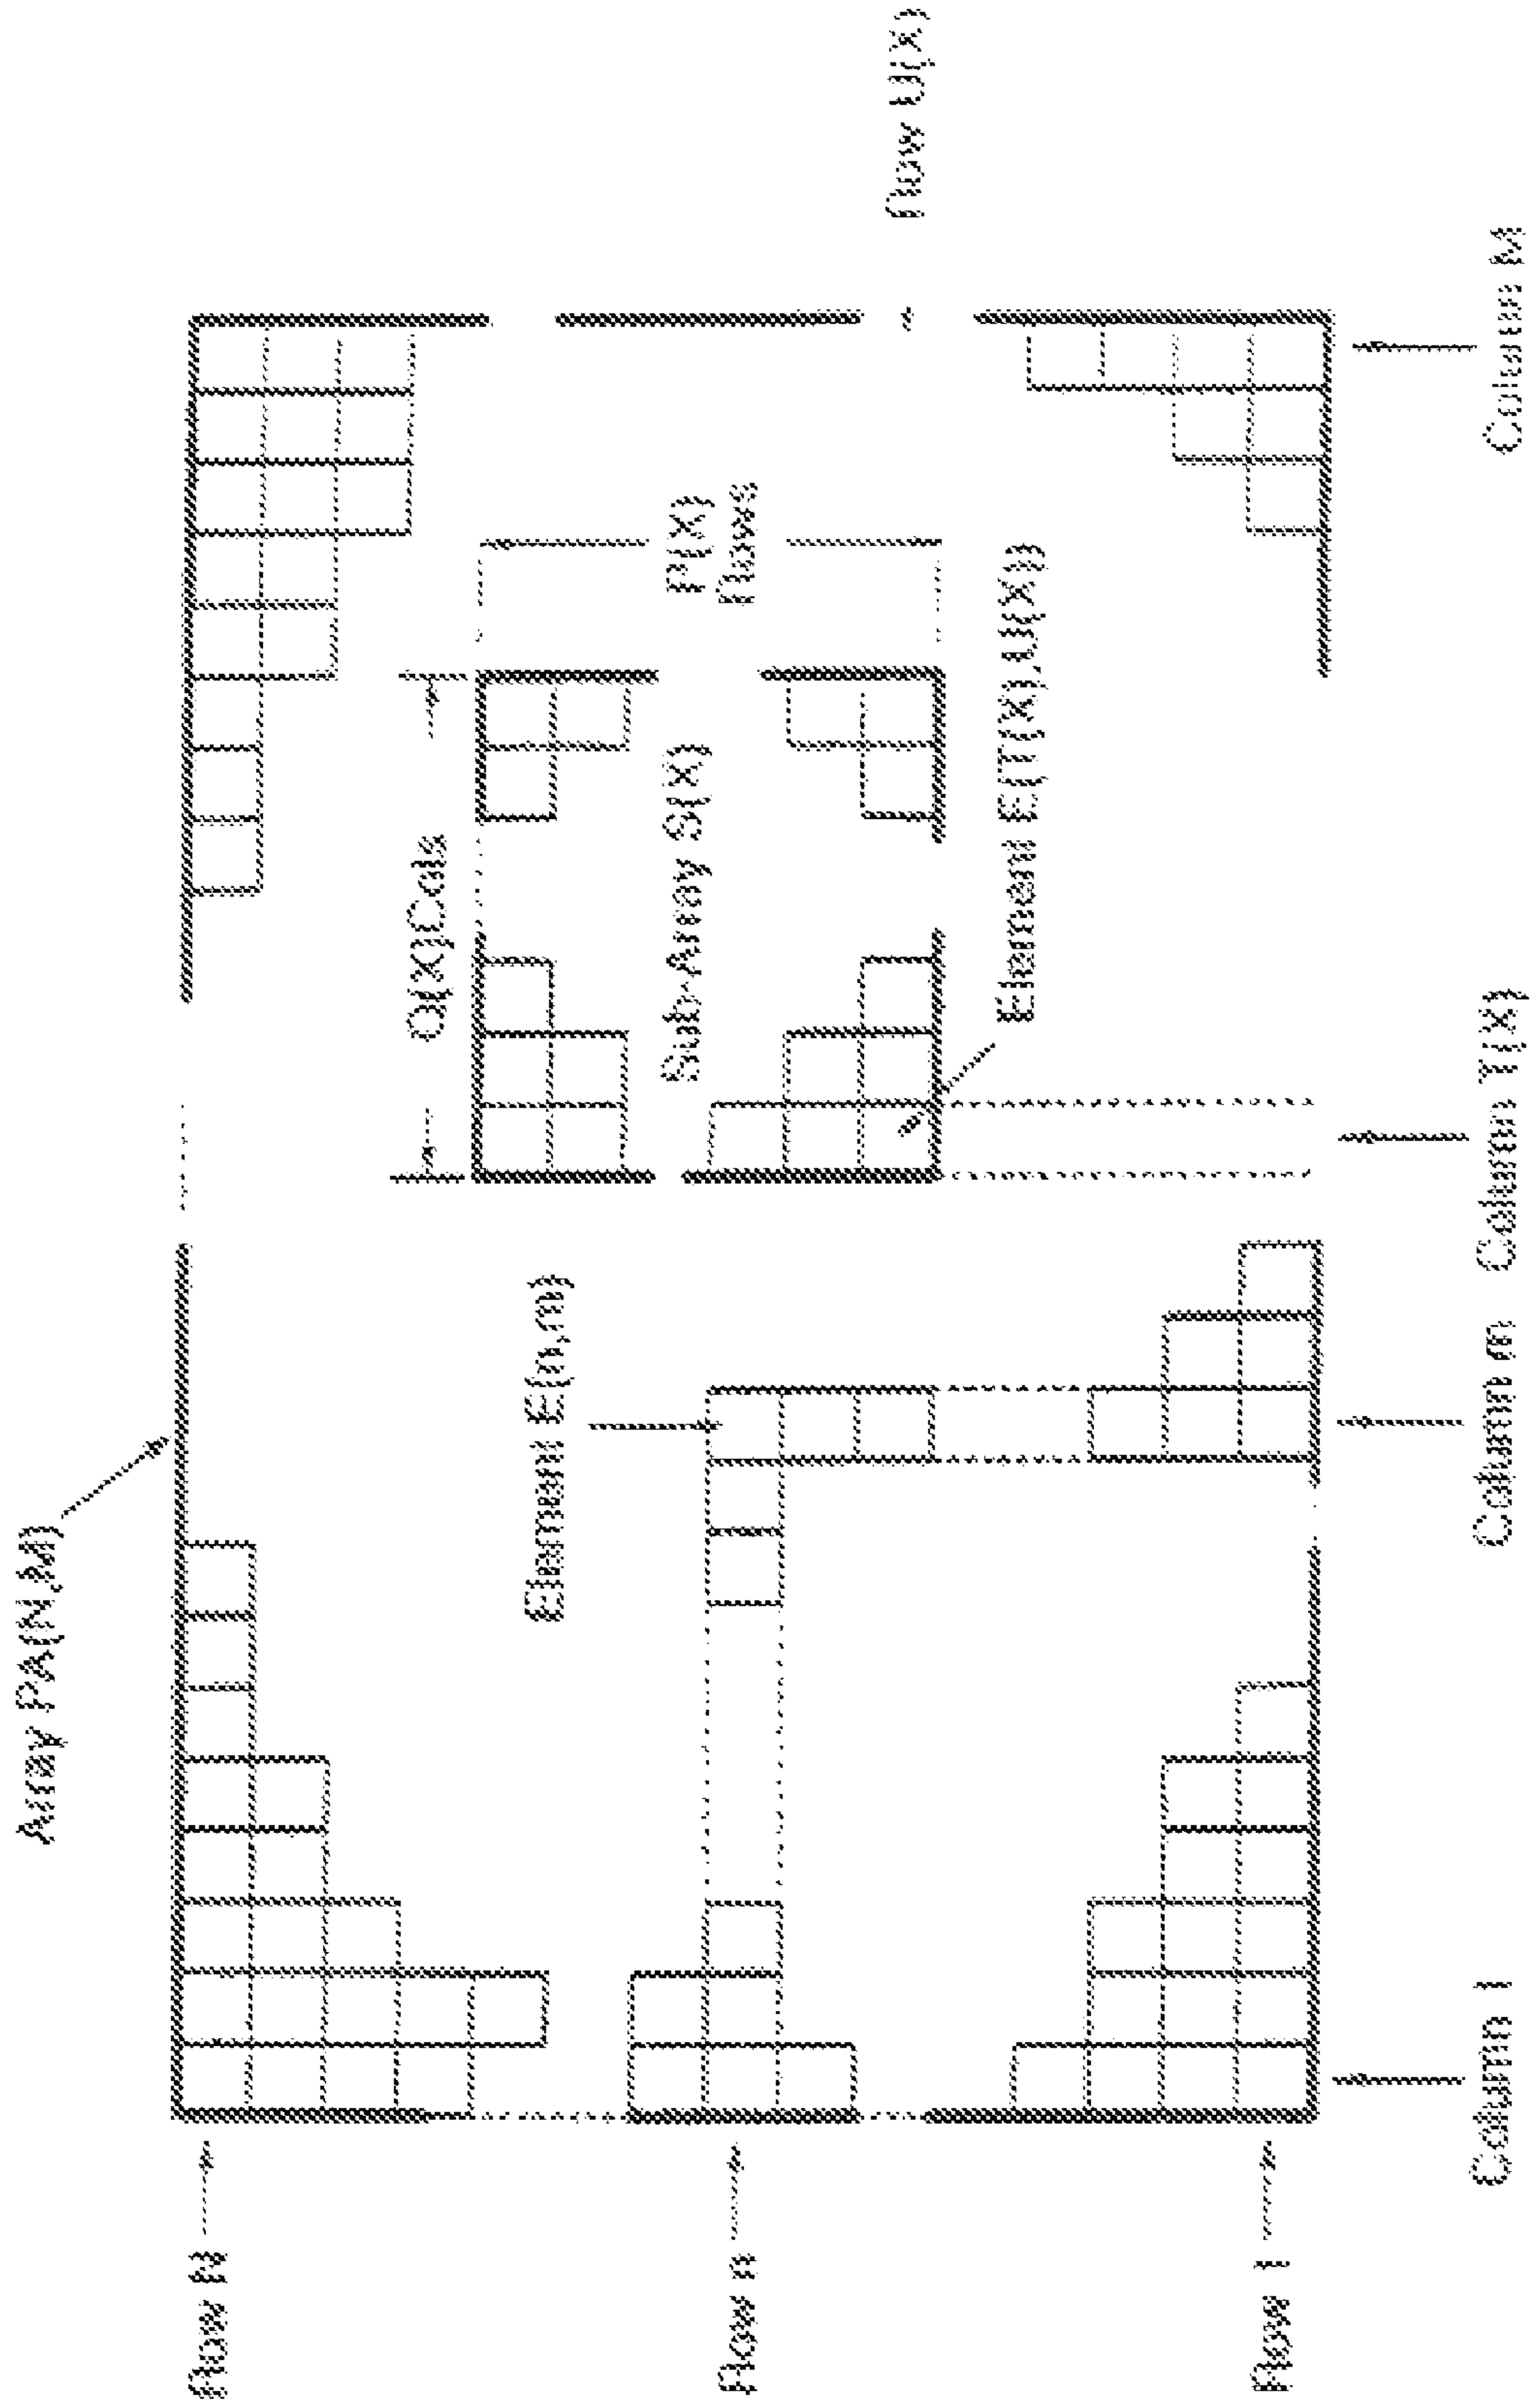 Array PA(N,M)
Row N
Q(X)Cols
P(X)
Rows
Element E(n,m)
Sub-Array S(X)
Row n
Row U(X)
Element E(T(X),U(X))
Row 1
Column 1
Column m
Column T(X)
Column M